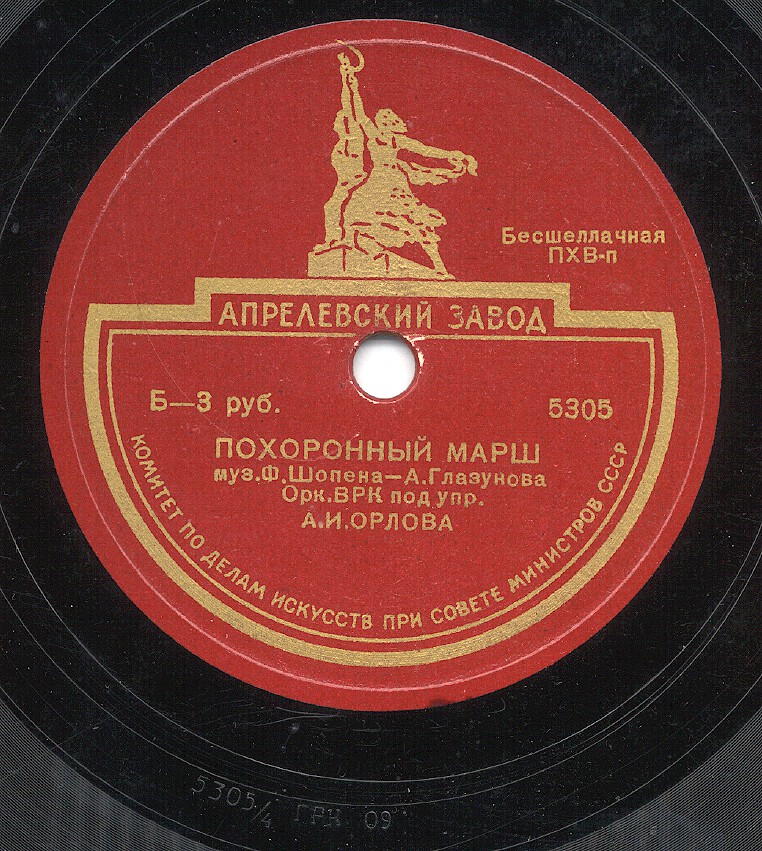 Бесшеллачная
ПХВ-п
АПРЕЛЕВСКИЙ ЗАВОД
Б—3 руб.
5305
ПОХОРОННЫЙ МАРШ
муз.Ф.Шопена—А.Глазунова
Орк.ВРК под упр.
А.И.ОРЛОВА
КОМИТЕТ ПО ДЕЛАМ ИСКУССТВ ПРИ СОВЕТЕ МИНИСТРОВ СССР
5305/4 ГРК 09